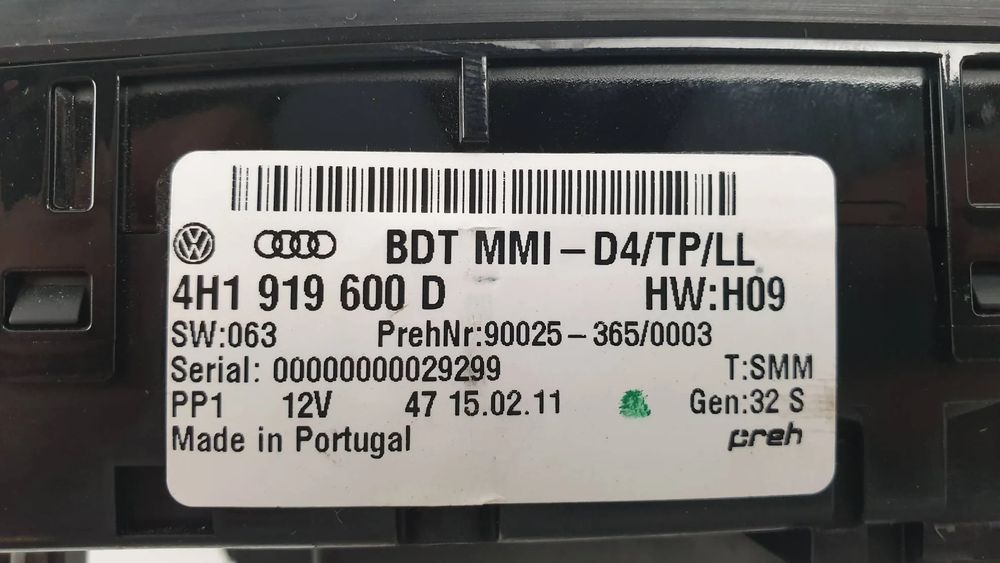 BDT MMI-D4/TP/LL
4H1 919 600 D HW:H09
SW:063 PrehNr:90025-365/0003
Serial: 00000000029299 T:SMM
PP1 12V 47 15.02.11 Gen:32 S
Made in Portugal preh